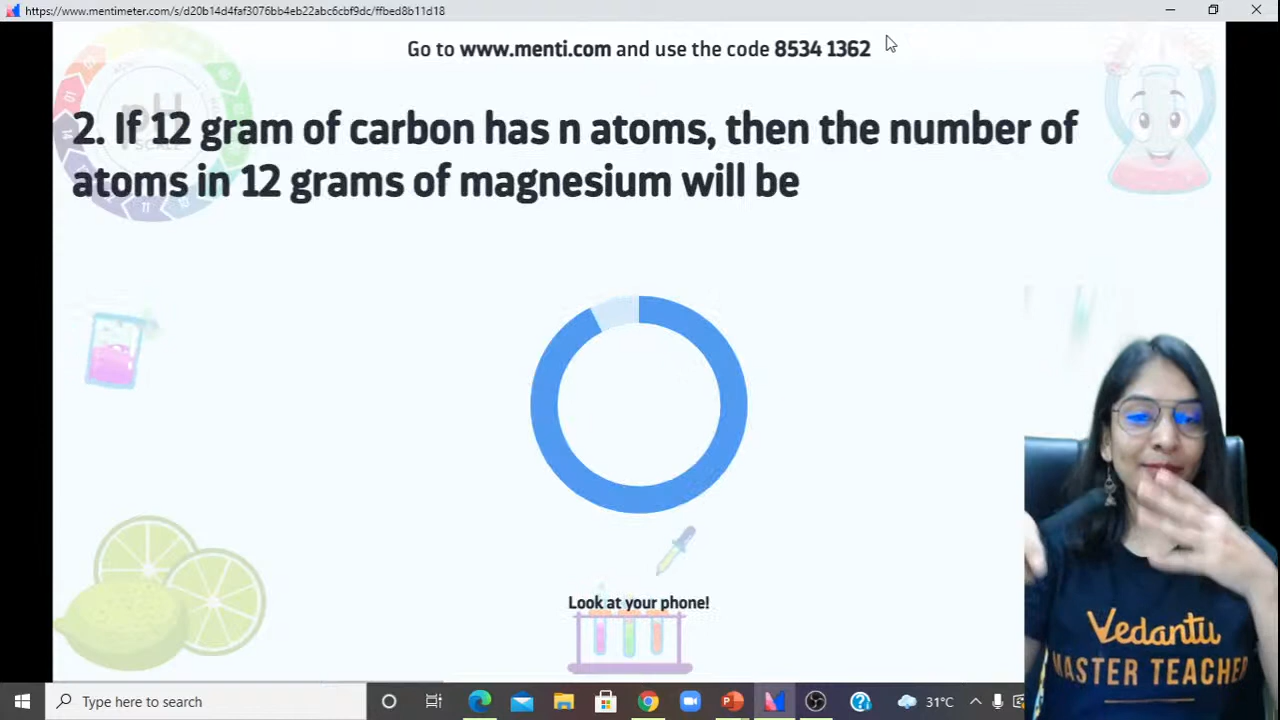 https://www.mentimeter.com/s/d20b14d4faf3076bb4eb22abc6cbf9dc/ffbed8b11d18
Go to www.menti.com and use the code 8534 1362
pH
SCALE
2. If 12 gram of carbon has n atoms, then the number of
atoms in 12 grams of magnesium will be
Look at your phone!
Vedantu
MASTER TEACHER
Type here to search
31°C